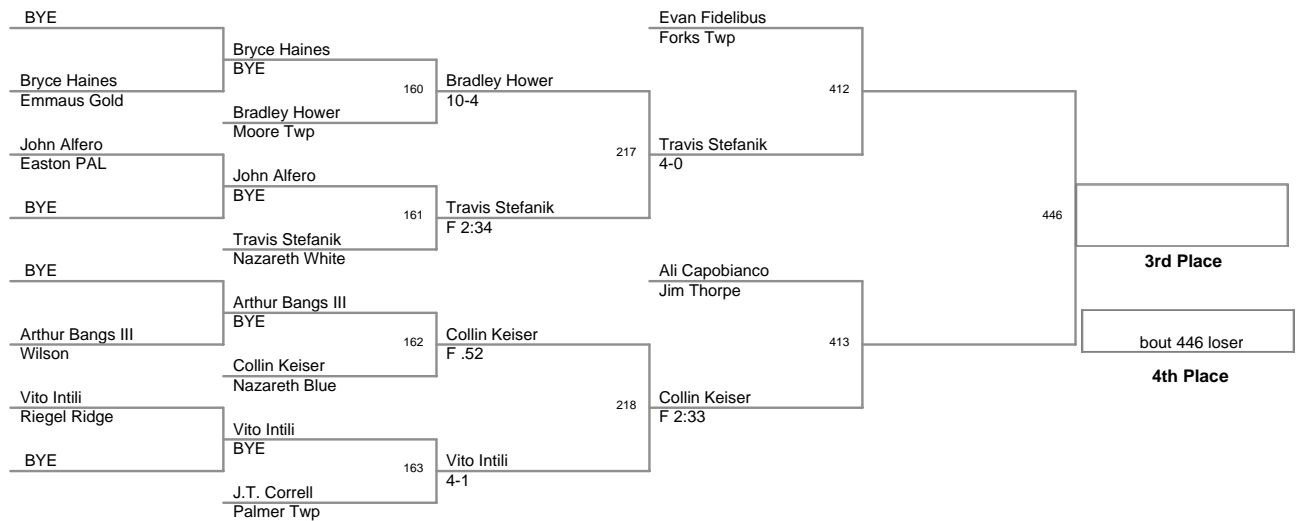 BYE
Bryce Haines
Emmaus Gold
John Alfero
Easton PAL
BYE
BYE
Arthur Bangs III
Wilson
Vito Intili
Riegel Ridge
BYE
Bryce Haines
BYE
160
Bradley Hower
Moore Twp
John Alfero
BYE
161
Travis Stefanik
Nazareth White
Arthur Bangs III
BYE
162
Collin Keiser
Nazareth Blue
Vito Intili
BYE
163
J.T. Correll
Palmer Twp
Bradley Hower
10-4
217
Travis Stefanik
F 2:34
Collin Keiser
F .52
218
Vito Intili
4-1
Evan Fidelibus
Forks Twp
412
Travis Stefanik
4-0
Ali Capobianco
Jim Thorpe
413
Collin Keiser
F 2:33
446
3rd Place
bout 446 loser
4th Place